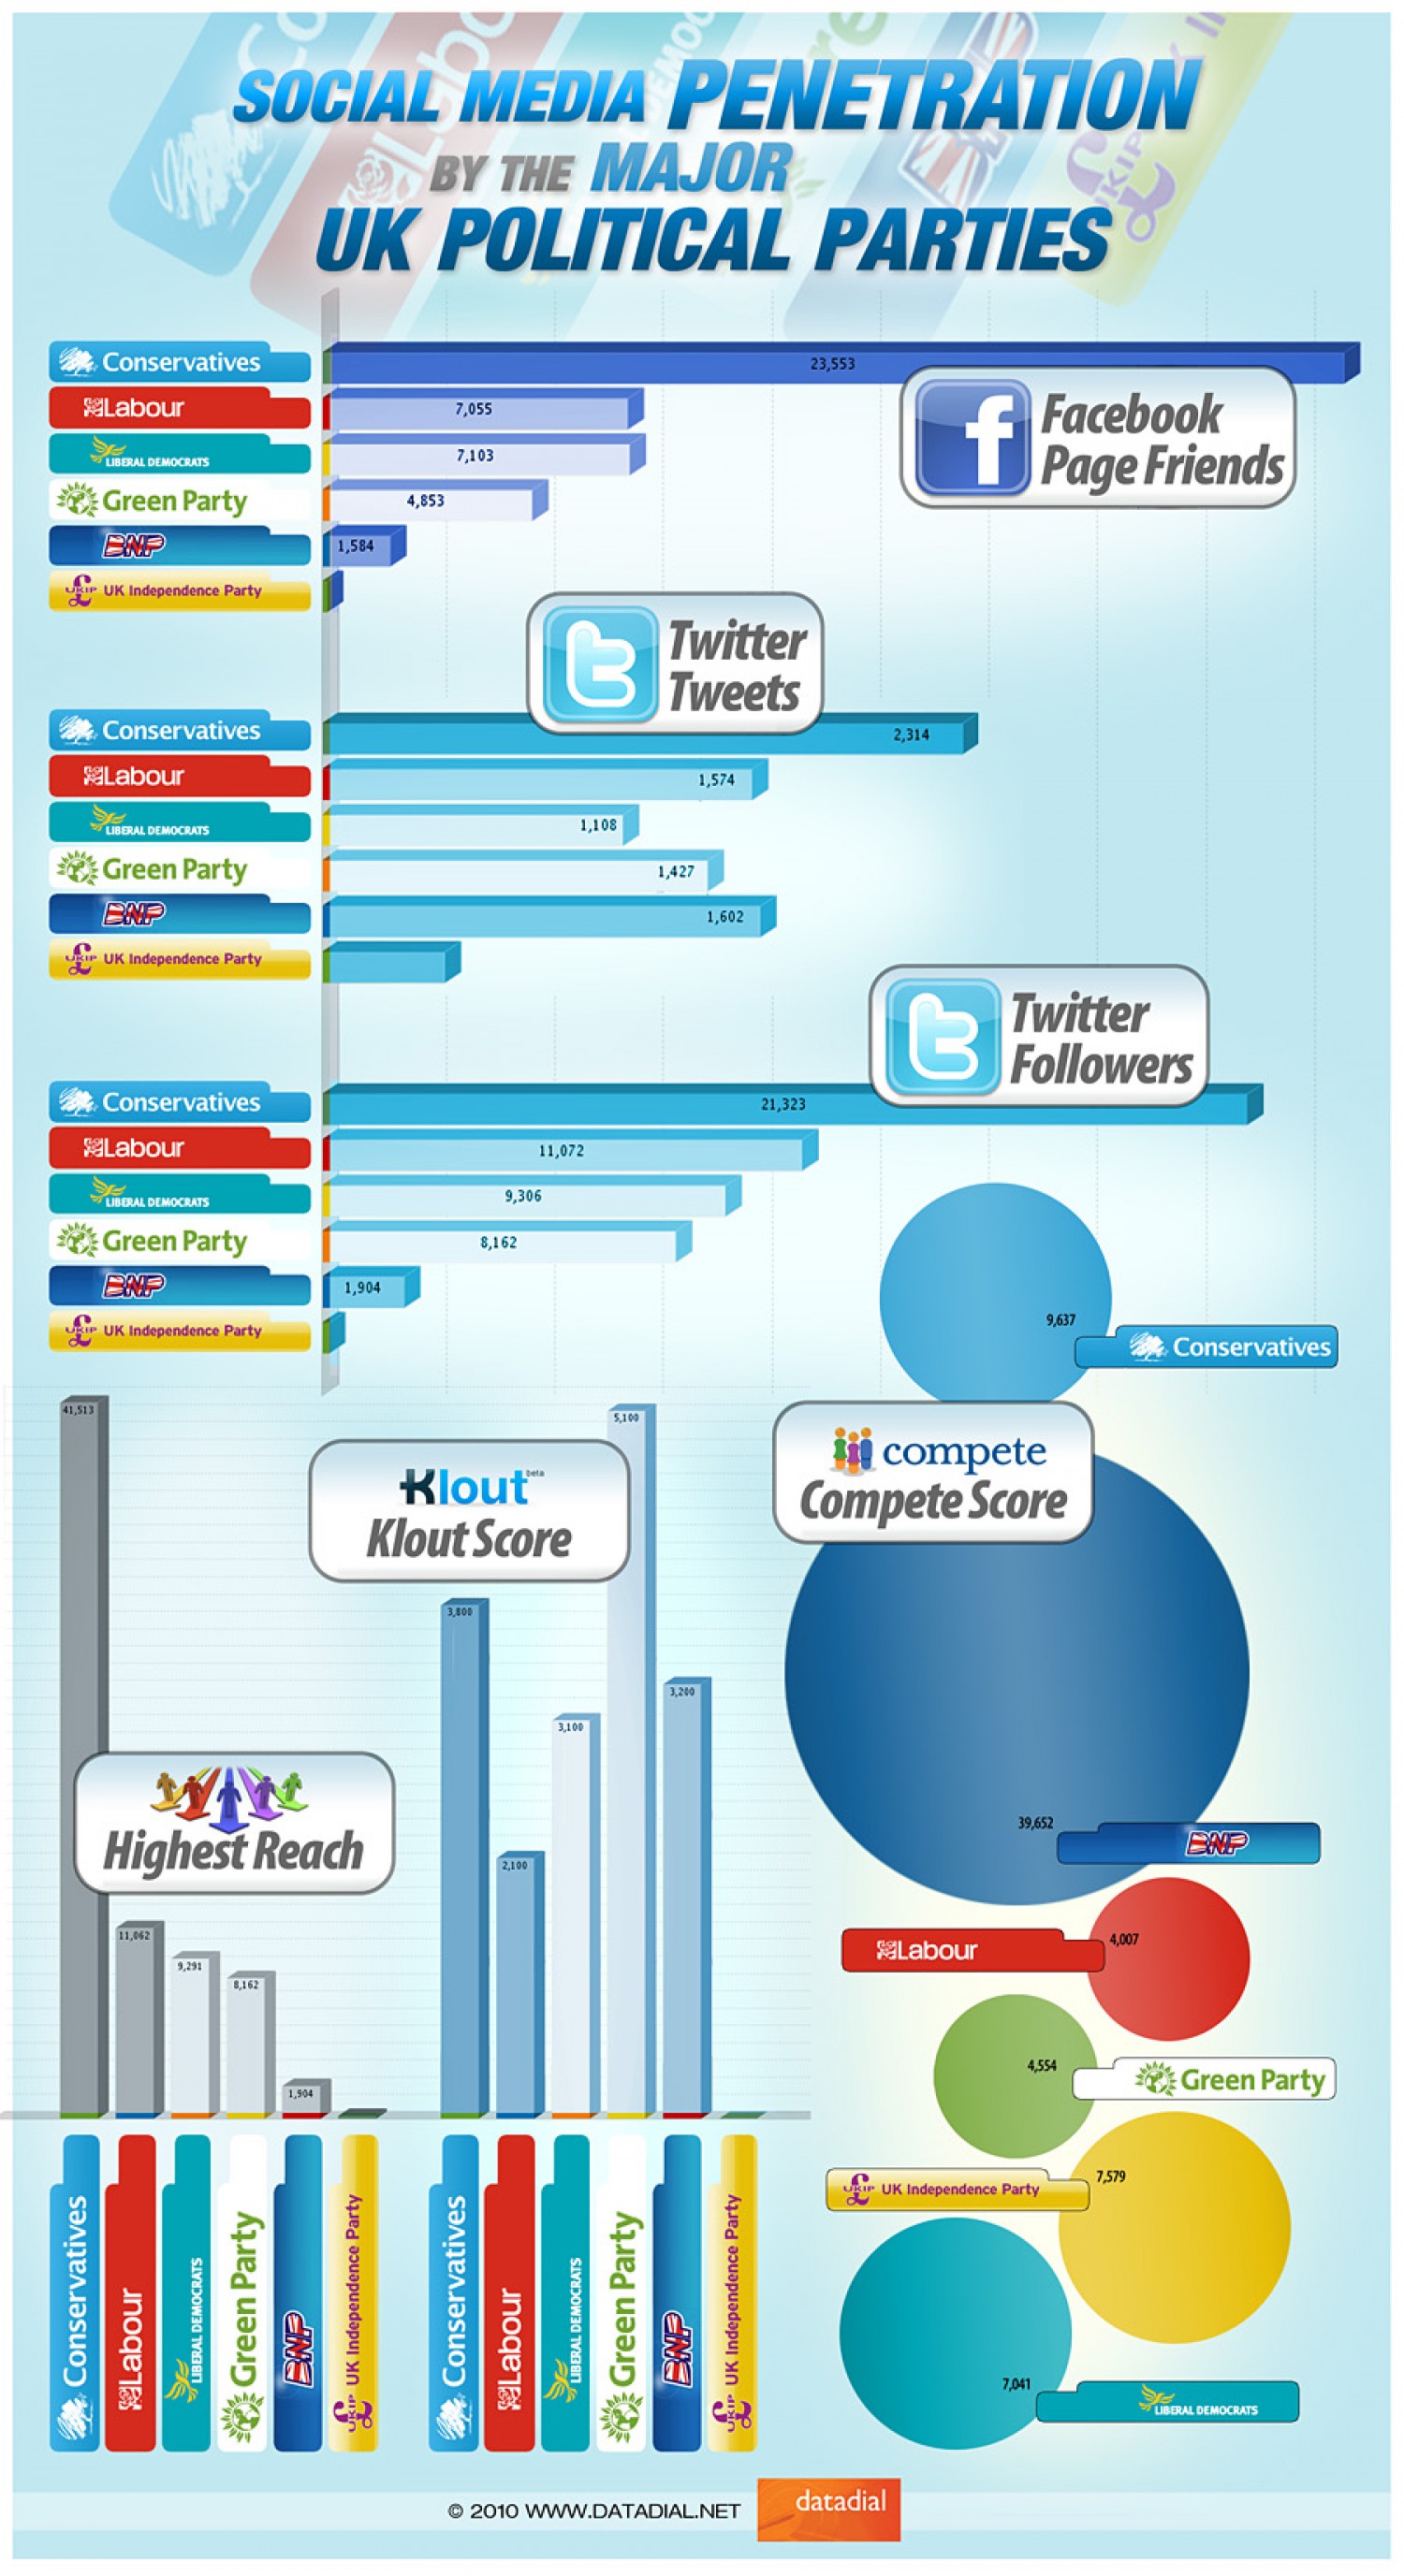 SOCIAL MEDIA PENETRATION
BY THE MAJOR
UK POLITICAL PARTIES
Conservatives
23,553
Labour
7,055
Facebook
Page Friends
LIBERAL DEMOCRATS
7,103
Green Party
4,853
BNP
1,584
UKIP UK Independence Party
Twitter
Tweets
Conservatives
2,314
Labour
1,574
LIBERAL DEMOCRATS
1,108
Green Party
1,427
BNP
1,602
UKIP UK Independence Party
Twitter
Followers
Conservatives
21,323
Labour
11,072
LIBERAL DEMOCRATS
9,306
Green Party
8,162
BNP
1,904
UKIP UK Independence Party
9,637
Conservatives
41,513
5,100
Klout beta
Klout Score
compete
Compete Score
3,800
3,200
3,100
Highest Reach
2,100
11,062
9,291
8,162
1,904
39,652
BNP
Labour
4,007
4,554
Green Party
UKIP UK Independence Party
7,579
7,041
LIBERAL DEMOCRATS
Conservatives
Labour
LIBERAL DEMOCRATS
Green Party
BNP
UKIP UK Independence Party
Conservatives
Labour
LIBERAL DEMOCRATS
Green Party
BNP
UKIP UK Independence Party
© 2010 WWW.DATADIAL.NET
datadial